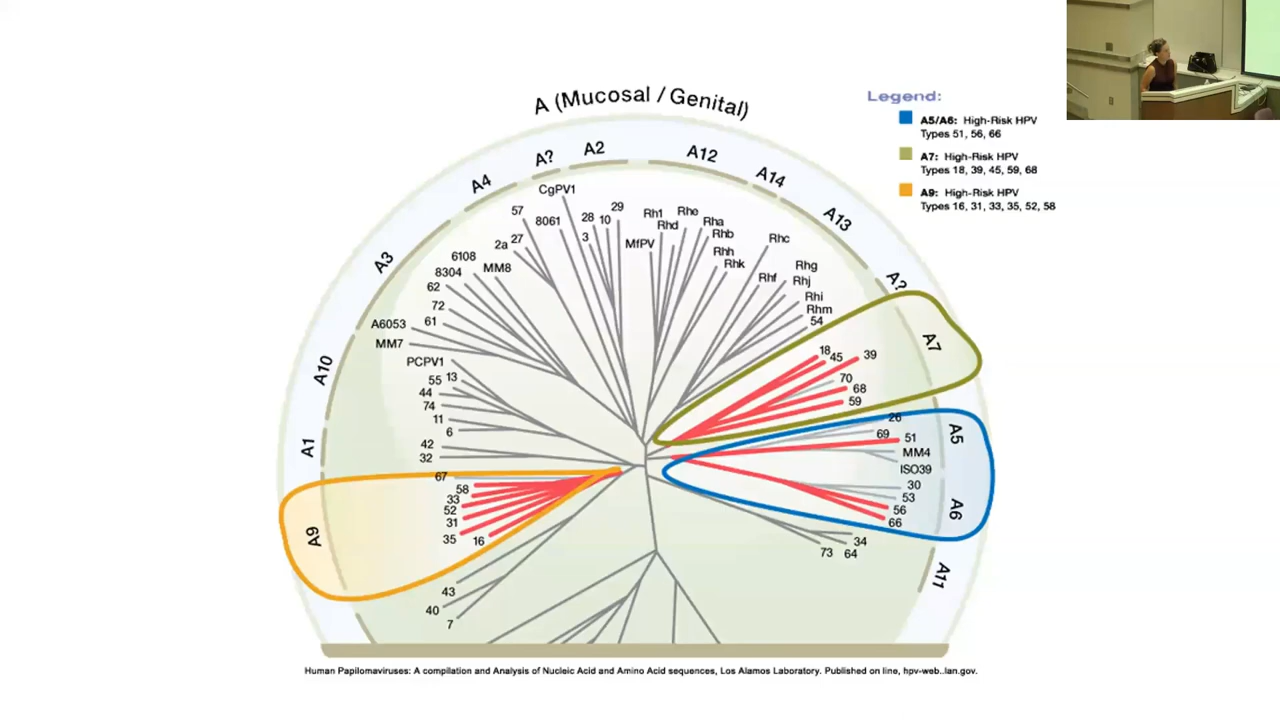 A (Mucosal / Genital)
Legend:
A5/A6: High-Risk HPV
Types 51, 56, 66
A7: High-Risk HPV
Types 18, 39, 45, 59, 68
A9: High-Risk HPV
Types 16, 31, 33, 35, 52, 58
A?
A2
A12
A4
A14
A3
A13
A?
A10
A7
A1
A5
A9
A6
A11
CgPV1
57
8061
28
10
29
3
2a
27
MM8
6108
8304
62
72
61
A6053
MM7
PCPV1
55
13
44
74
11
6
42
32
67
58
33
52
31
35
16
43
40
7
MfPV
Rh1
Rhd
Rhe
Rha
Rhb
Rhh
Rhk
Rhc
Rhf
Rhg
Rhj
Rhi
Rhm
54
18
45
39
70
68
59
26
69
51
MM4
ISO39
30
53
56
66
34
73
64
Human Papilomaviruses: A compilation and Analysis of Nucleic Acid and Amino Acid sequences, Los Alamos Laboratory. Published on line, hpv-web..lan.gov.